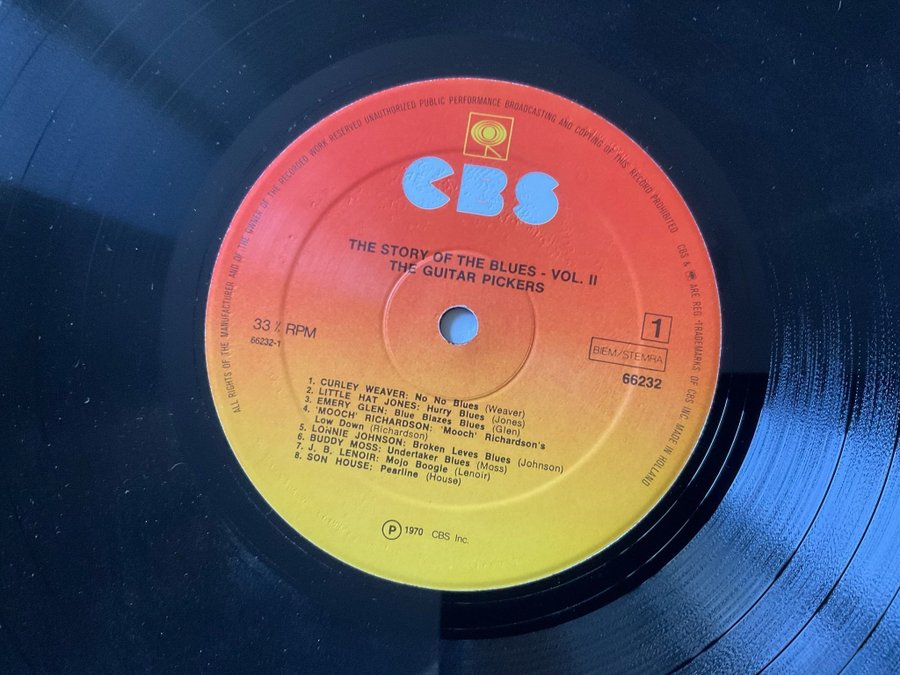 ALL RIGHTS OF THE MANUFACTURER AND OF THE OWNER OF THE RECORDED WORK RESERVED UNAUTHORIZED PUBLIC PERFORMANCE BROADCASTING AND COPYING OF THIS RECORD PROHIBITED CBS & ARE REG. TRADEMARKS OF CBS INC. MADE IN HOLLAND
CBS
THE STORY OF THE BLUES - VOL. II
THE GUITAR PICKERS
33⅓ RPM
66232-1
1
BIEM/STEMRA
66232
1. CURLEY WEAVER: No No Blues (Weaver)
2. LITTLE HAT JONES: Hurry Blues (Jones)
3. EMERY GLEN: Blue Blazes Blues (Glen)
4. 'MOOCH' RICHARDSON: 'Mooch' Richardson's
Low Down (Richardson)
5. LONNIE JOHNSON: Broken Leves Blues (Johnson)
6. BUDDY MOSS: Undertaker Blues (Moss)
7. J. B. LENOIR: Mojo Boogie (Lenoir)
8. SON HOUSE: Pearline (House)
℗ 1970 CBS Inc.